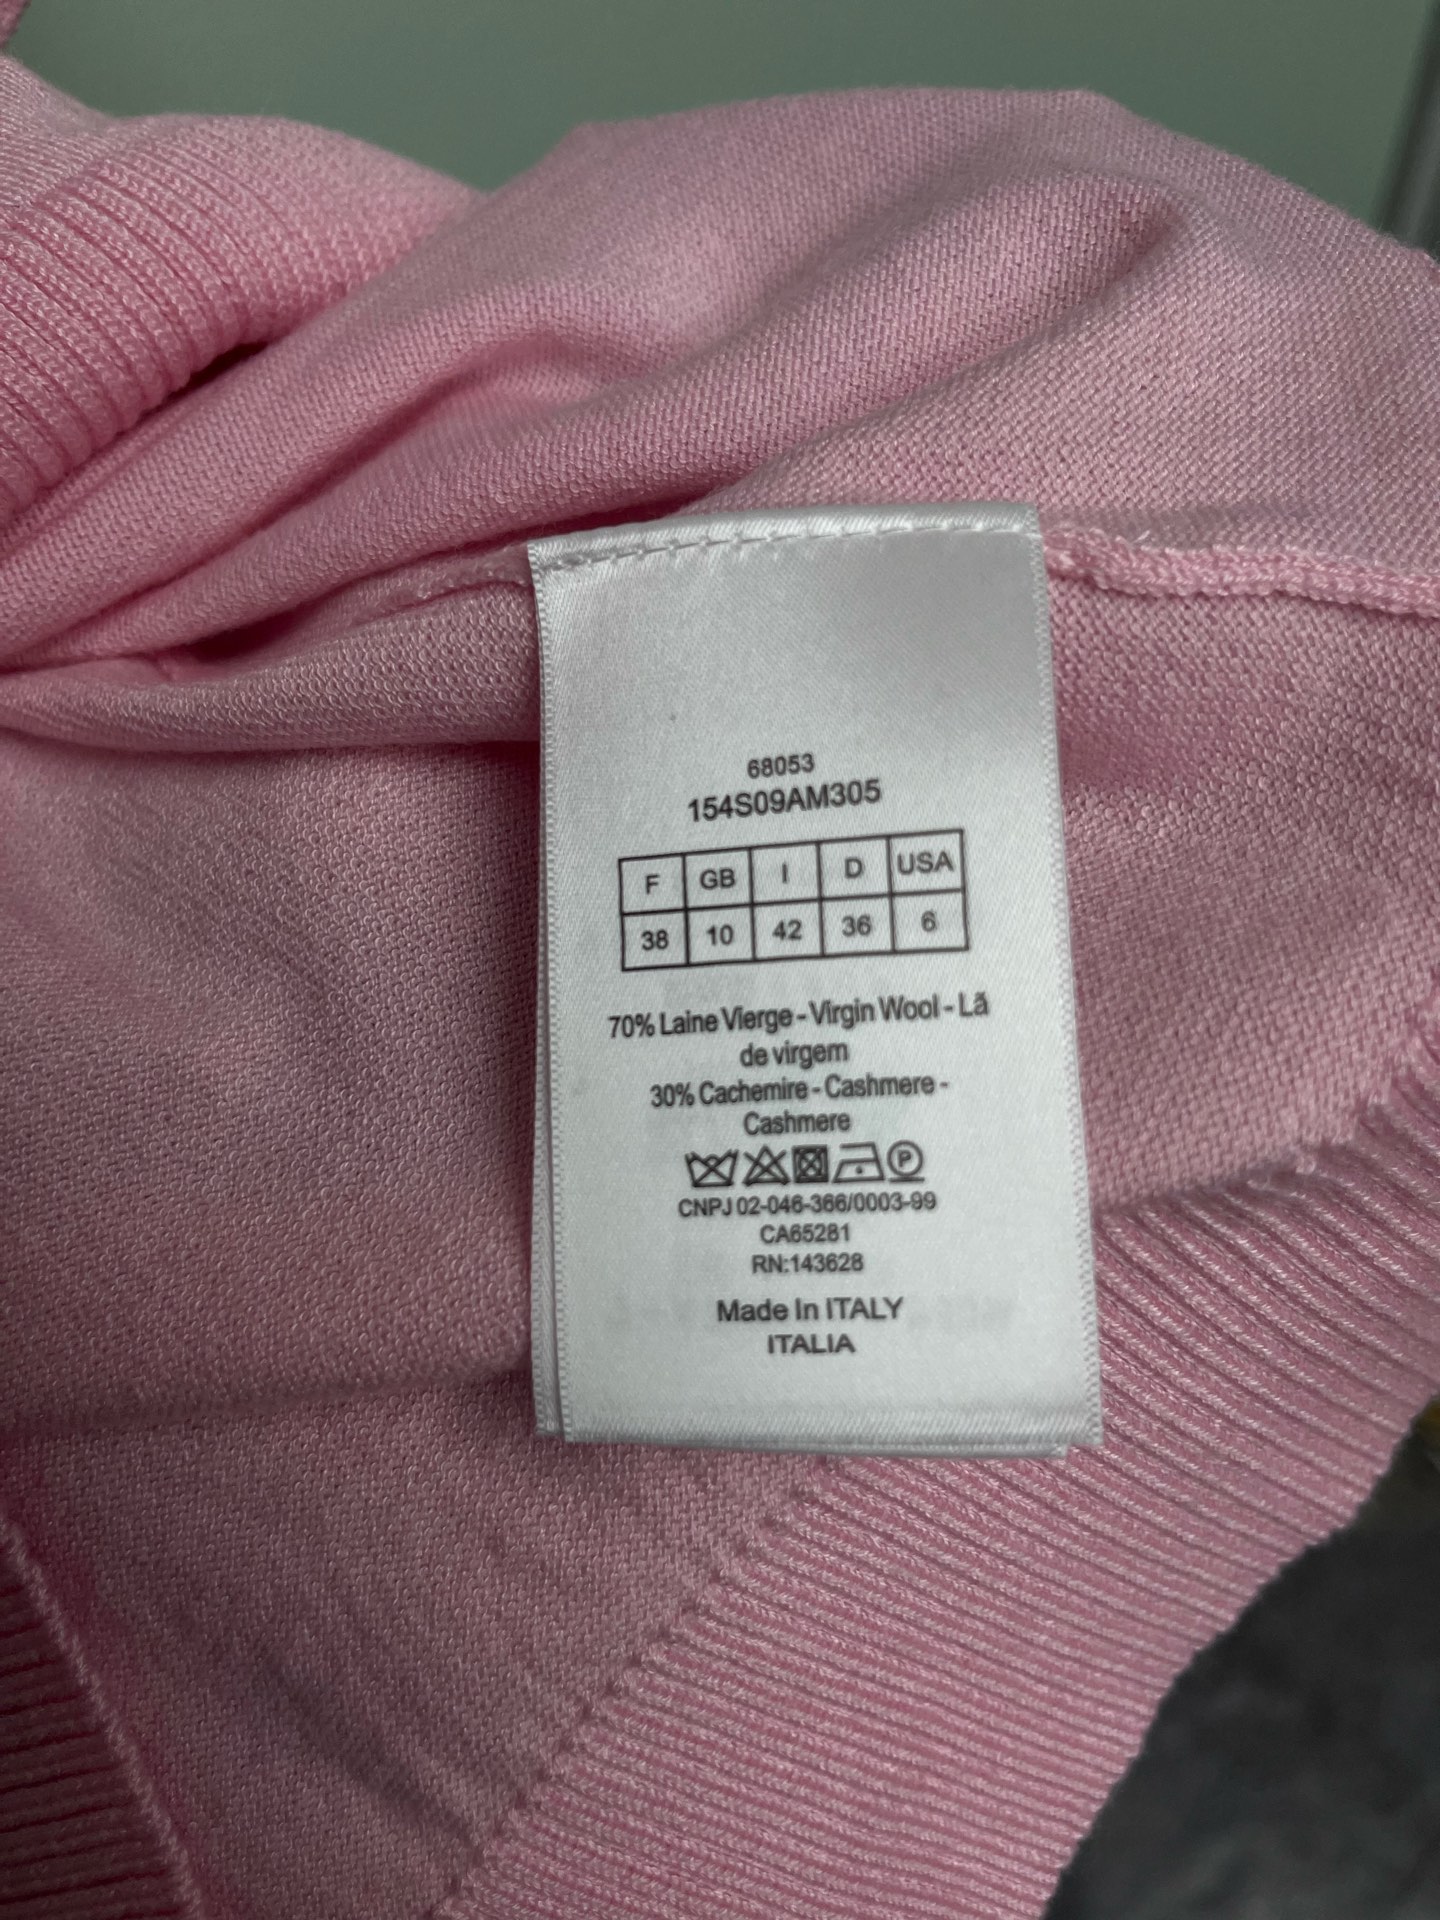 68053
154S09AM305
F GB I D USA
38 10 42 36 6
70% Laine Vierge - Virgin Wool - Lã
de virgem
30% Cachemire - Cashmere -
Cashmere
P
CNPJ 02-046-366/0003-99
CA65281
RN:143628
Made In ITALY
ITALIA